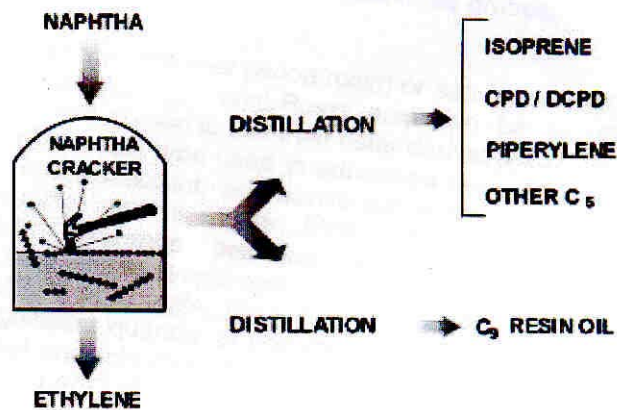 NAPHTHA
NAPHTHA
CRACKER
ETHYLENE
DISTILLATION
ISOPRENE
CPD / DCPD
PIPERYLENE
OTHER C₅
DISTILLATION
C₉ RESIN OIL